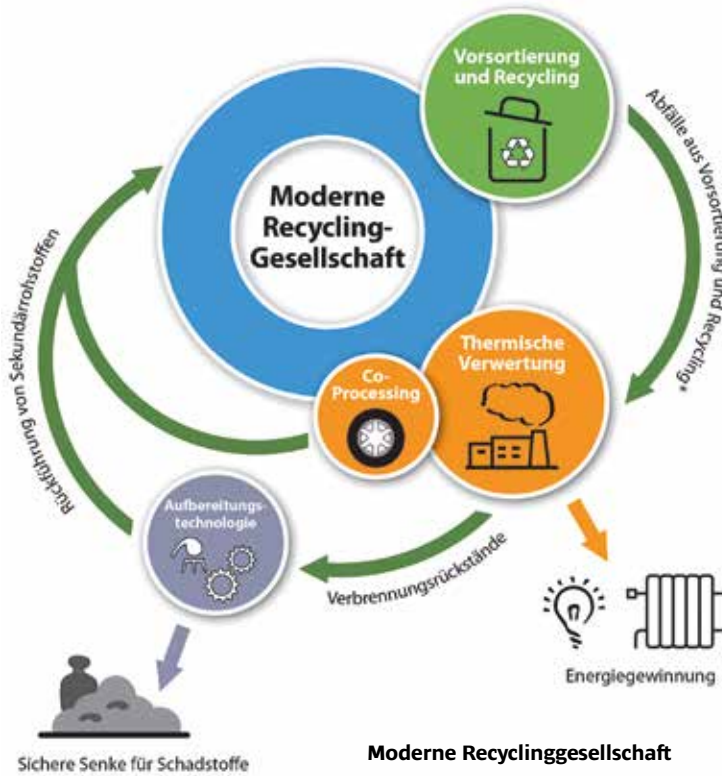 Vorsortierung
und Recycling
Abfälle aus Vorsortierung und Recycling*
Moderne
Recycling-
Gesellschaft
Thermische
Verwertung
Co-
Processing
Rückführung von Sekundärrohstoffen
Aufbereitungs-
technologie
Verbrennungsrückstände
Energiegewinnung
Sichere Senke für Schadstoffe
Moderne Recyclinggesellschaft